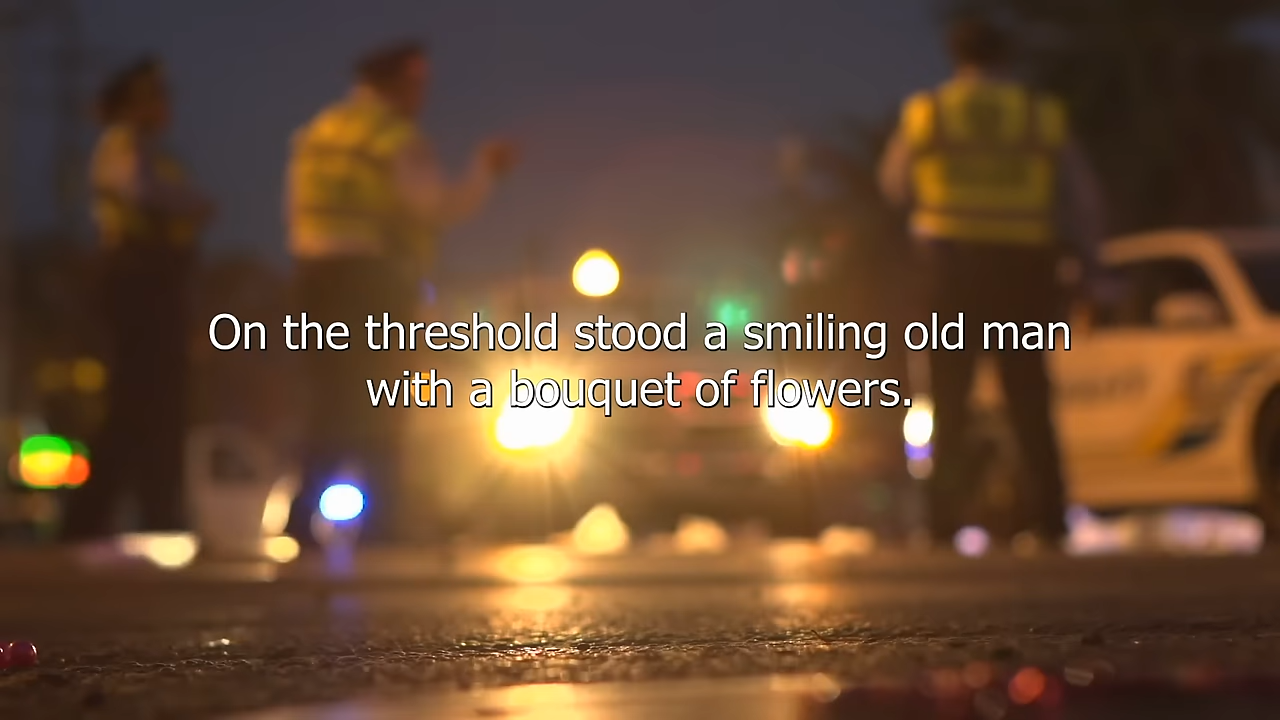 On the threshold stood a smiling old man
with a bouquet of flowers.